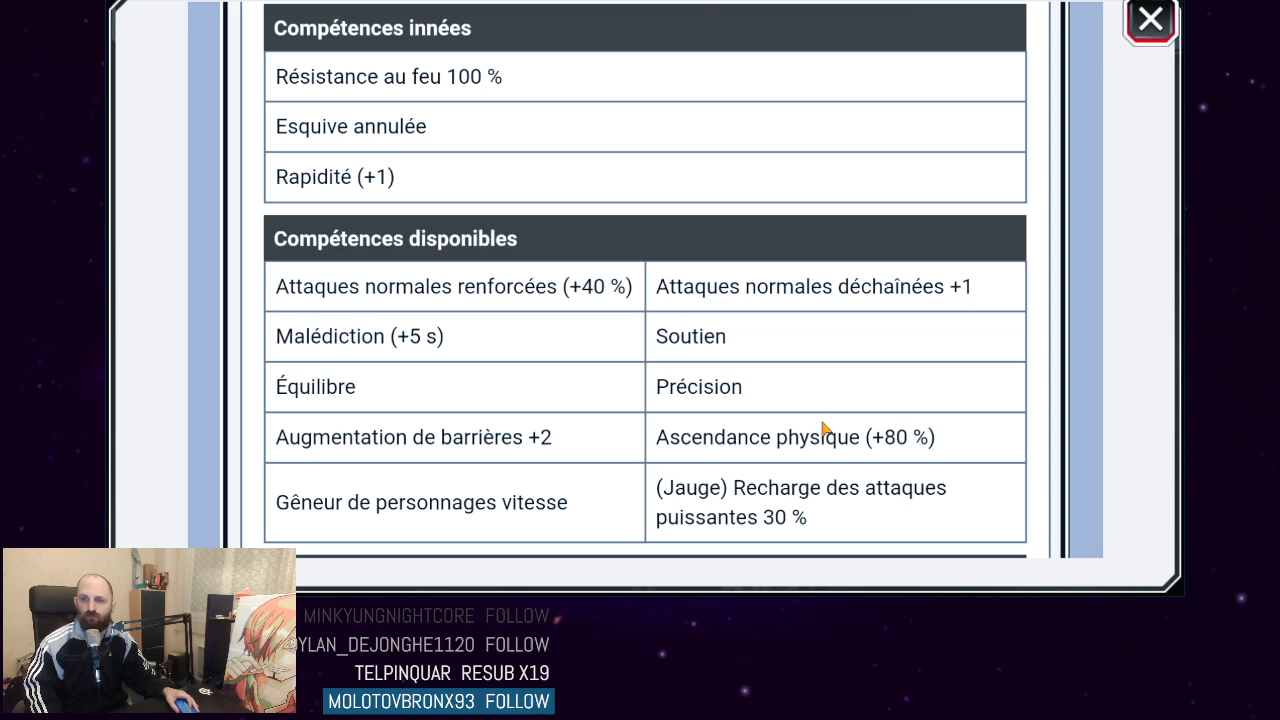 Compétences innées
Résistance au feu 100 %
Esquive annulée
Rapidité (+1)
Compétences disponibles
Attaques normales renforcées (+40 %)
Attaques normales déchaînées +1
Malédiction (+5 s)
Soutien
Équilibre
Précision
Augmentation de barrières +2
Ascendance physique (+80 %)
Gêneur de personnages vitesse
(Jauge) Recharge des attaques
puissantes 30 %
MINKYUNGNIGHTCORE FOLLOW
YLAN_DEJONGHE1120 FOLLOW
TELPINQUAR RESUB X19
MOLOTOVBRONX93 FOLLOW